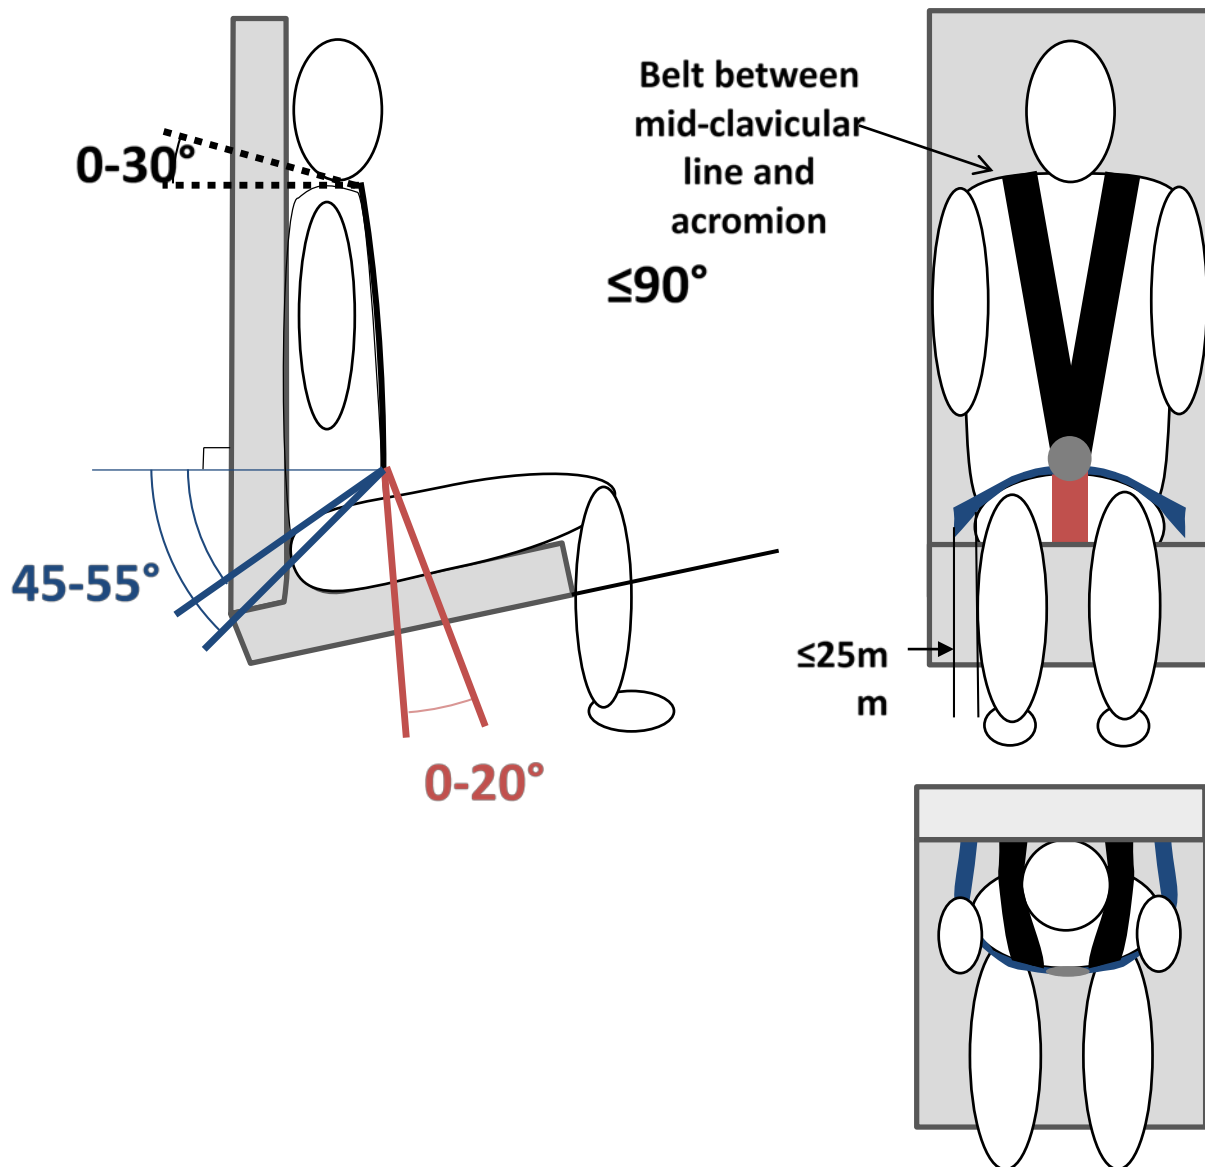 Belt between
mid-clavicular
line and
acromion
0-30°
≤90°
45-55°
≤25m
m
0-20°